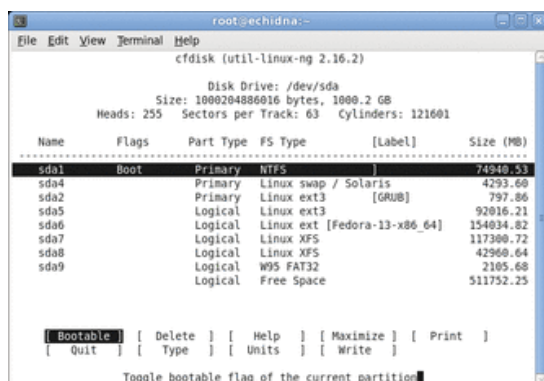 root@echidna:~
File Edit View Terminal Help
cfdisk (util-linux-ng 2.16.2)
Disk Drive: /dev/sda
Size: 1000204886016 bytes, 1000.2 GB
Heads: 255 Sectors per Track: 63 Cylinders: 121601
Name Flags Part Type FS Type [Label] Size (MB)
sda1 Boot Primary NTFS ] 74940.53
sda4 Primary Linux swap / Solaris 4293.60
sda2 Primary Linux ext3 [GRUB] 797.86
sda5 Logical Linux ext3 92016.21
sda6 Logical Linux ext [Fedora-13-x86_64] 154034.82
sda7 Logical Linux XFS 117300.72
sda8 Logical Linux XFS 42960.64
sda9 Logical W95 FAT32 2105.68
Logical Free Space 511752.25
[ Bootable ] [ Delete ] [ Help ] [ Maximize ] [ Print ]
[ Quit ] [ Type ] [ Units ] [ Write ]
Toggle bootable flag of the current partition